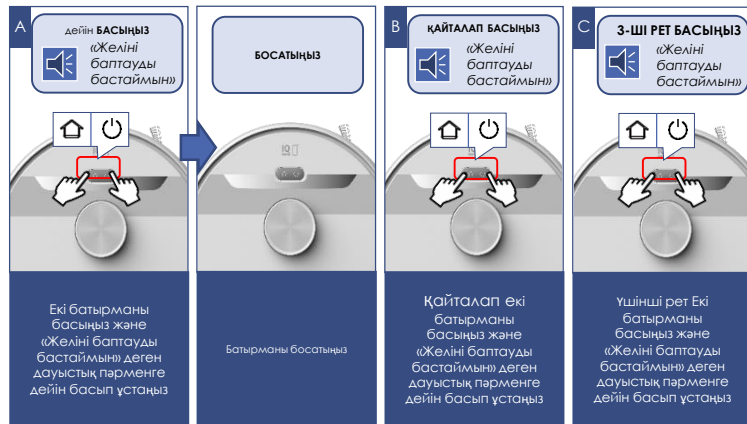 A
дейін БАСЫҢЫЗ
«Желіні
баптауды
бастаймын»
Екі батырманы
басыңыз және
«Желіні баптауды
бастаймын» деген
дауыстық пәрменге
дейін басып ұстаңыз
БОСАТЫҢЫЗ
Батырманы босатыңыз
B
ҚАЙТАЛАП БАСЫҢЫЗ
«Желіні
баптауды
бастаймын»
Қайталап екі
батырманы
басыңыз және
«Желіні баптауды
бастаймын» деген
дауыстық пәрменге
дейін басып ұстаңыз
C
3-ШІ РЕТ БАСЫҢЫЗ
«Желіні
баптауды
бастаймын»
Үшінші рет Екі
батырманы
басыңыз және
«Желіні баптауды
бастаймын» деген
дауыстық пәрменге
дейін басып ұстаңыз